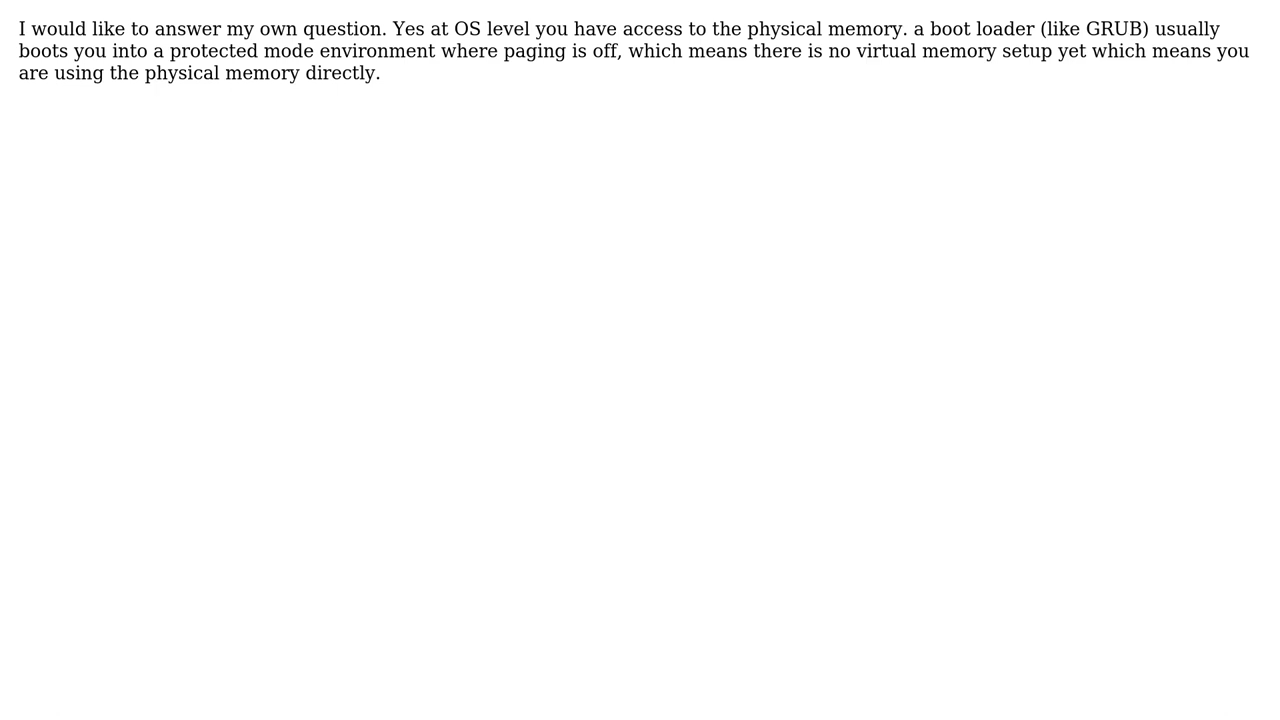 I would like to answer my own question. Yes at OS level you have access to the physical memory. a boot loader (like GRUB) usually
boots you into a protected mode environment where paging is off, which means there is no virtual memory setup yet which means you
are using the physical memory directly.